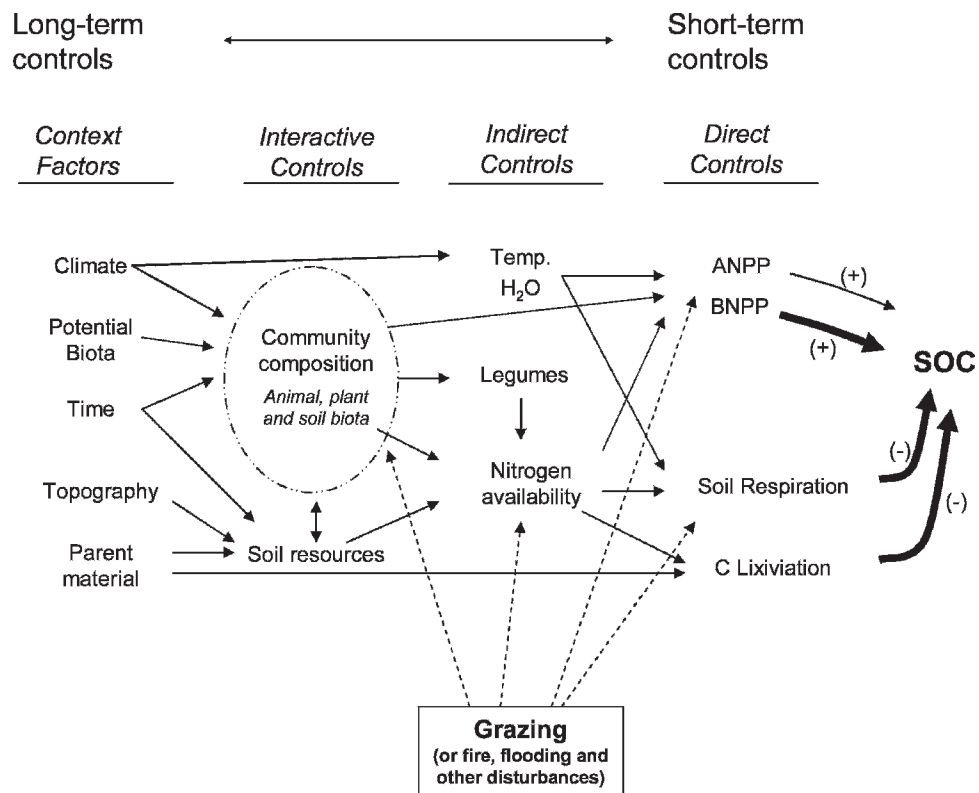 Long-term
controls
Short-term
controls
Context
Factors
Interactive
Controls
Indirect
Controls
Direct
Controls
Climate
Potential
Biota
Time
Topography
Parent
material
Community
composition
Animal, plant
and soil biota
Soil resources
Temp.
H₂O
Legumes
Nitrogen
availability
ANPP
BNPP
Soil Respiration
C Lixiviation
(+)
(+)
SOC
(-)
(-)
Grazing
(or fire, flooding and
other disturbances)